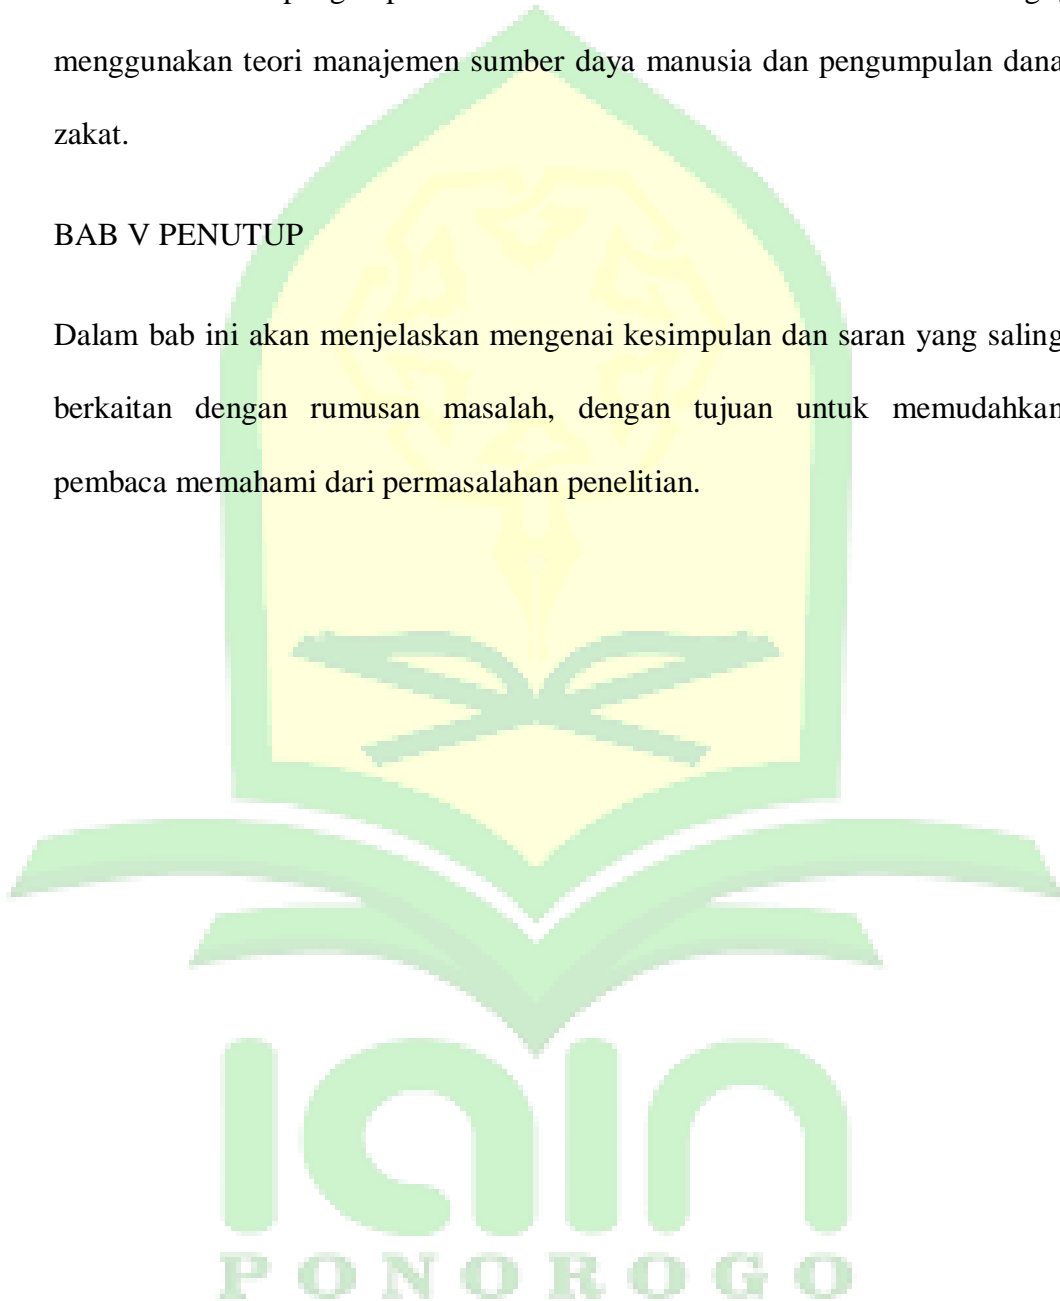 menggunakan teori manajemen sumber daya manusia dan pengumpulan dana
zakat.
BAB V PENUTUP
Dalam bab ini akan menjelaskan mengenai kesimpulan dan saran yang saling
berkaitan dengan rumusan masalah, dengan tujuan untuk memudahkan
pembaca memahami dari permasalahan penelitian.
IAIN
PONOROGO